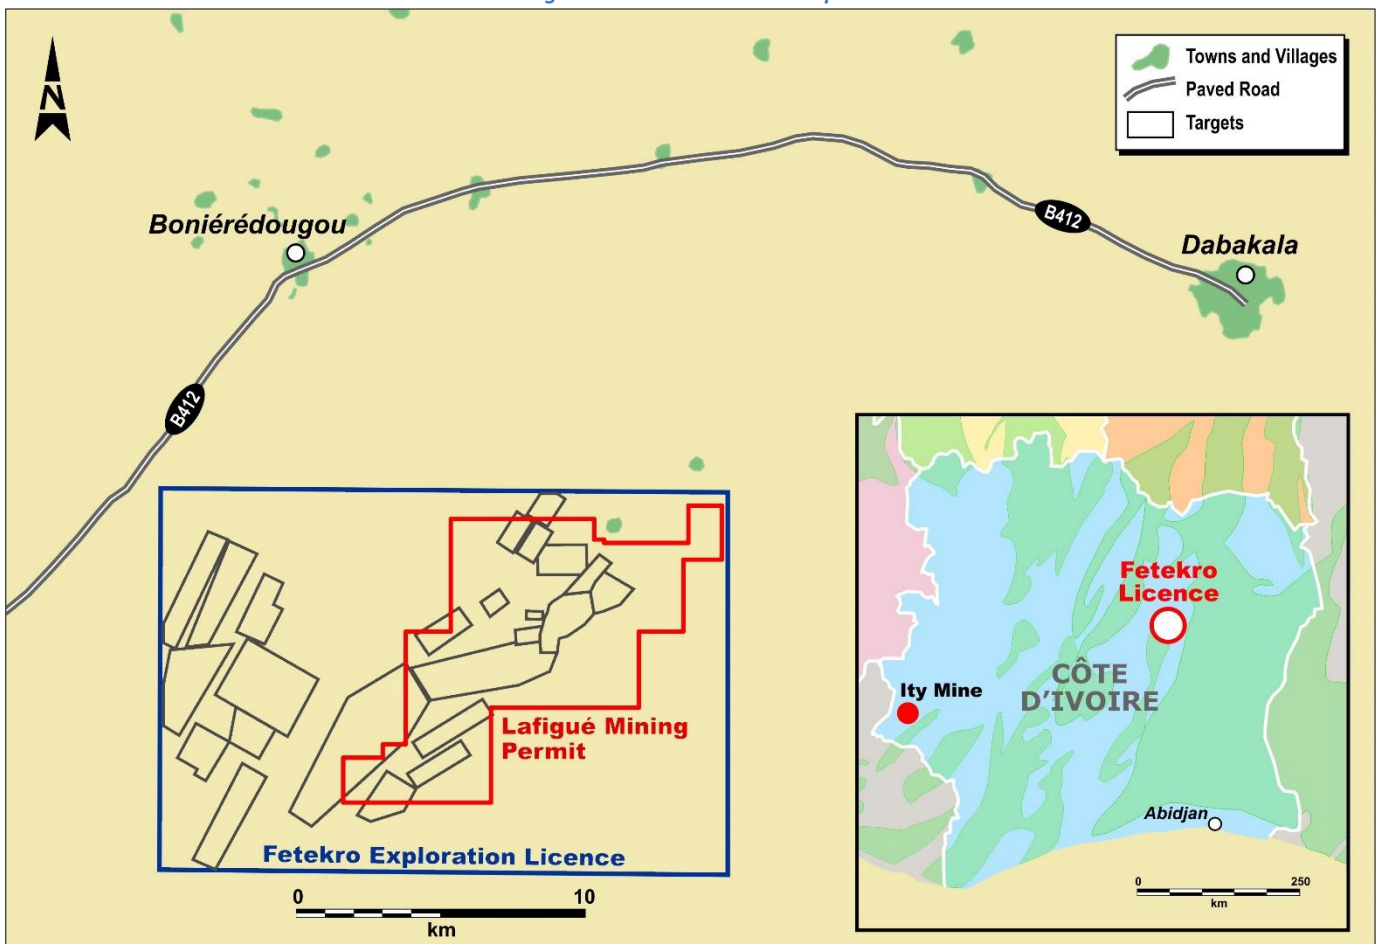 N
Towns and Villages
Paved Road
Targets
Boniérédougou
B412
Dabakala
B412
Fetekro
Licence
CÔTE
D'IVOIRE
Ity Mine
Abidjan
0 250
km
Lafigué Mining
Permit
Fetekro Exploration Licence
0 10
km